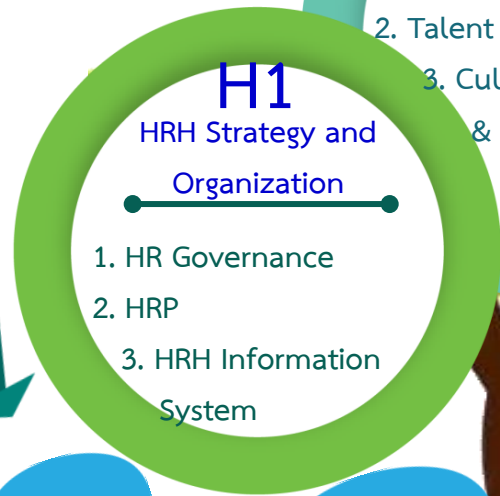 2. Talent
3. Cul
&
H1
HRH Strategy and
Organization
1. HR Governance
2. HRP
3. HRH Information
System